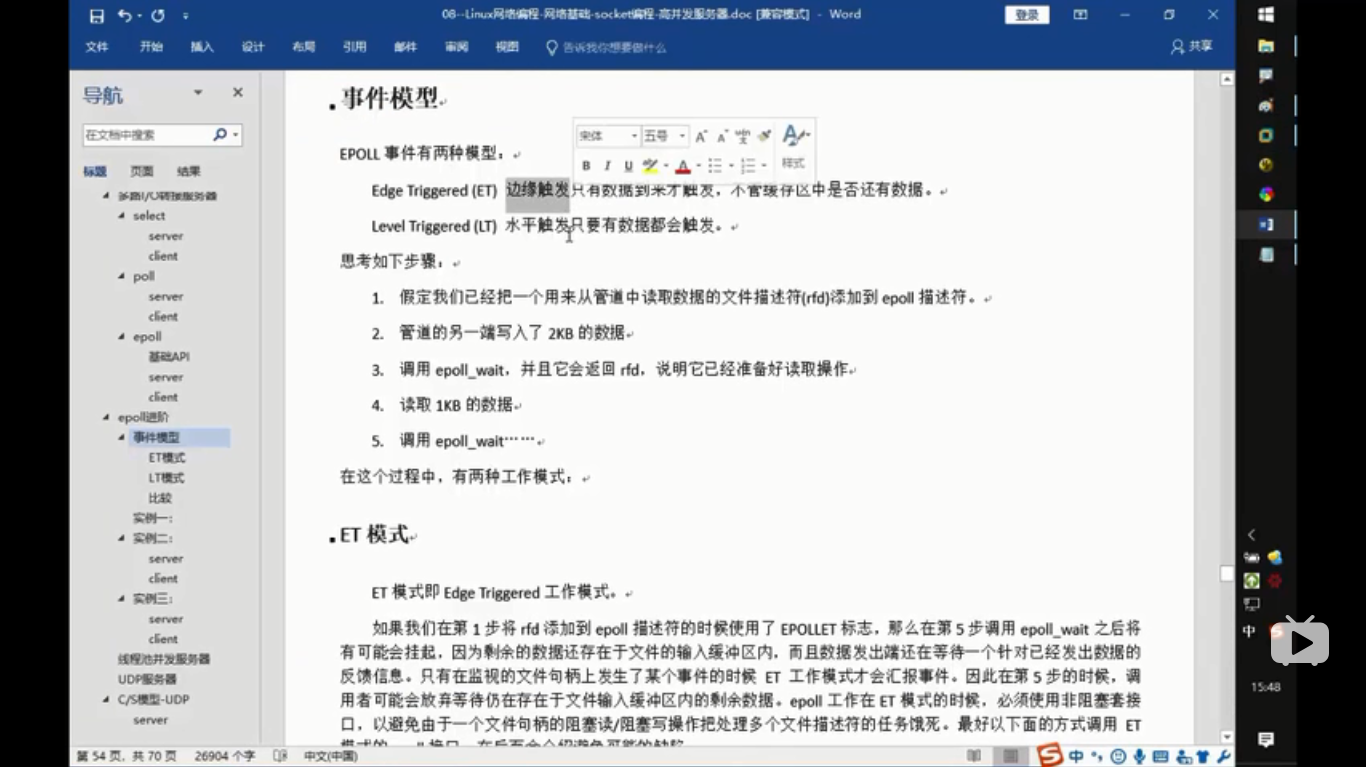 08--Linux网络编程-网络基础-socket编程-高并发服务器.doc [兼容模式] - Word
登录
文件 开始 插入 设计 布局 引用 邮件 审阅 视图 告诉我你想要做什么 共享
导航
在文档中搜索
标题 页面 结果
多路I/O转接服务器
select
server
client
poll
server
client
epoll
基础API
server
client
epoll进阶
事件模型
ET模式
LT模式
比较
实例一:
实例二:
server
client
实例三:
server
client
线程池并发服务器
UDP服务器
C/S模型-UDP
server
事件模型
宋体 五号
B I U 样式
EPOLL 事件有两种模型：
Edge Triggered (ET) 边缘触发只有数据到来才触发，不管缓存区中是否还有数据。
Level Triggered (LT) 水平触发只要有数据都会触发。
思考如下步骤：
1. 假定我们已经把一个用来从管道中读取数据的文件描述符(rfd)添加到 epoll 描述符。
2. 管道的另一端写入了 2KB 的数据
3. 调用 epoll_wait，并且它会返回 rfd，说明它已经准备好读取操作
4. 读取 1KB 的数据
5. 调用 epoll_wait……
在这个过程中，有两种工作模式：
ET 模式
ET 模式即 Edge Triggered 工作模式。
如果我们在第 1 步将 rfd 添加到 epoll 描述符的时候使用了 EPOLLET 标志，那么在第 5 步调用 epoll_wait 之后将
有可能会挂起，因为剩余的数据还存在于文件的输入缓冲区内，而且数据发出端还在等待一个针对已经发出数据的
反馈信息。只有在监视的文件句柄上发生了某个事件的时候 ET 工作模式才会汇报事件。因此在第 5 步的时候，调
用者可能会放弃等待仍在存在于文件输入缓冲区内的剩余数据。epoll 工作在 ET 模式的时候，必须使用非阻塞套接
口，以避免由于一个文件句柄的阻塞读/阻塞写操作把处理多个文件描述符的任务饿死。最好以下面的方式调用 ET
第 54 页，共 70 页 26904 个字 中文(中国)
中
中
15:48